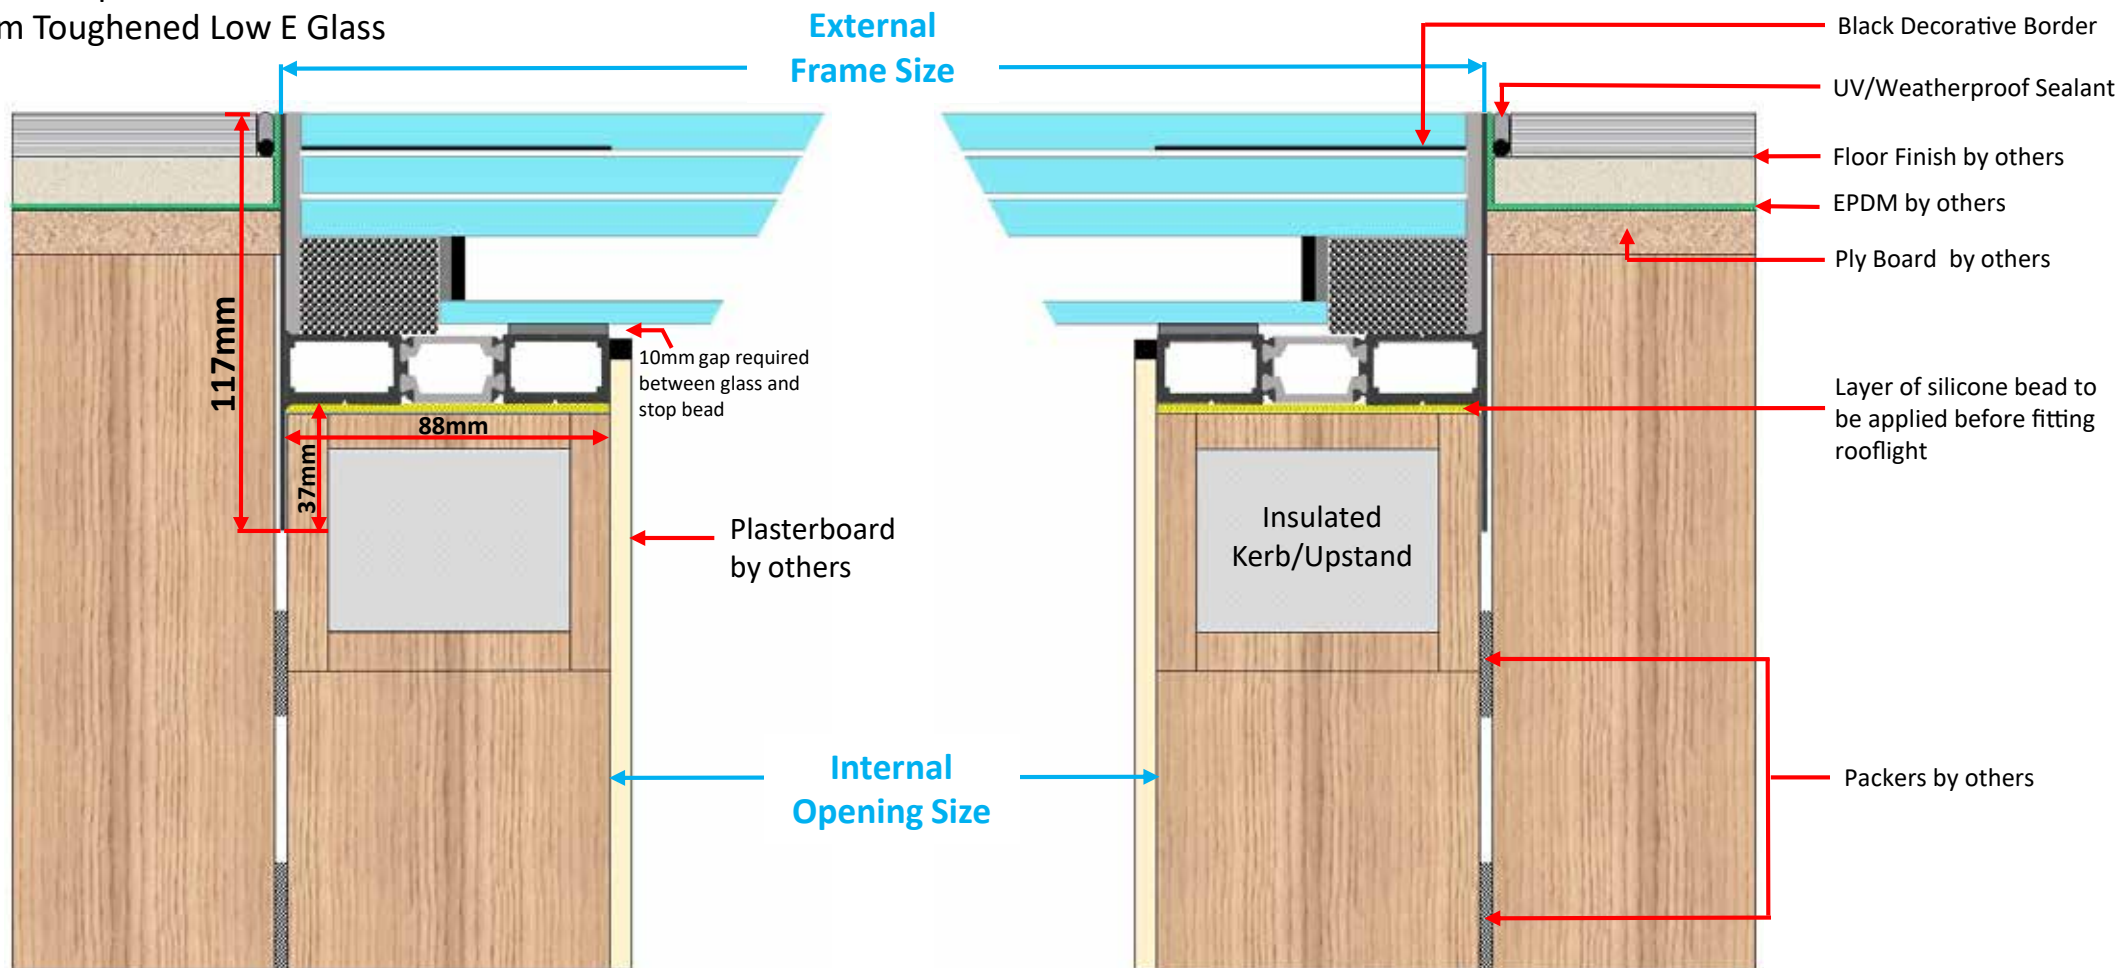 m Toughened Low E Glass
External
Frame Size
Black Decorative Border
UV/Weatherproof Sealant
Floor Finish by others
EPDM by others
Ply Board by others
117mm
10mm gap required
between glass and
stop bead
88mm
37mm
Layer of silicone bead to
be applied before fitting
rooflight
Plasterboard
by others
Insulated
Kerb/Upstand
Internal
Opening Size
Packers by others